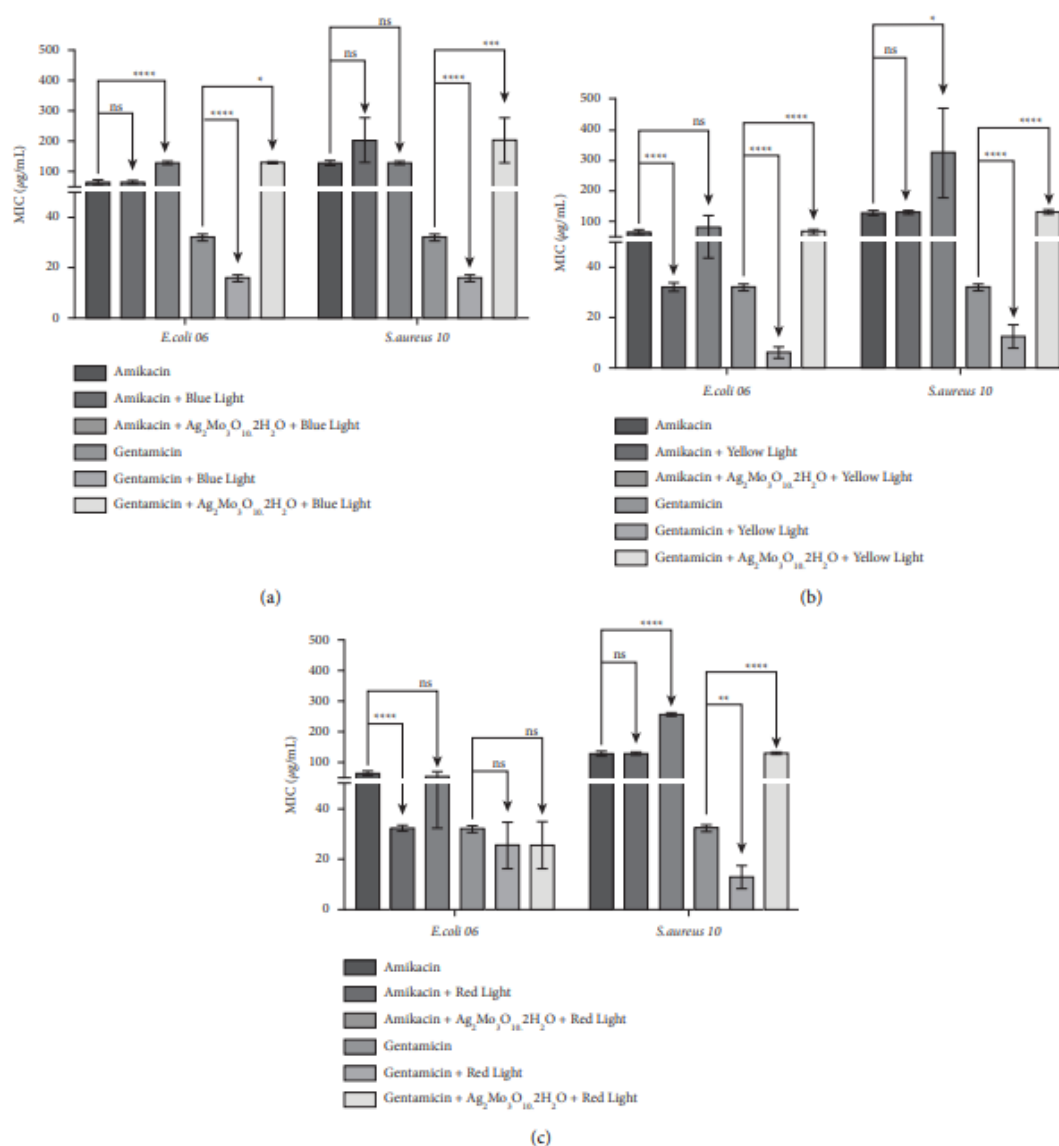 ns
***
ns
****
****
*
****
ns
500
400
300
200
100
40
20
0
MIC (μg/mL)
E.coli 06
S.aureus 10
Amikacin
Amikacin + Blue Light
Amikacin + Ag2Mo3O10.2H2O + Blue Light
Gentamicin
Gentamicin + Blue Light
Gentamicin + Ag2Mo3O10.2H2O + Blue Light
(a)
*
ns
****
ns
****
****
****
****
500
400
300
200
100
40
20
0
MIC (μg/mL)
E.coli 06
S.aureus 10
Amikacin
Amikacin + Yellow Light
Amikacin + Ag2Mo3O10.2H2O + Yellow Light
Gentamicin
Gentamicin + Yellow Light
Gentamicin + Ag2Mo3O10.2H2O + Yellow Light
(b)
****
ns
****
ns
**
ns
****
ns
500
400
300
200
100
40
20
0
MIC (μg/mL)
E.coli 06
S.aureus 10
Amikacin
Amikacin + Red Light
Amikacin + Ag2Mo3O10.2H2O + Red Light
Gentamicin
Gentamicin + Red Light
Gentamicin + Ag2Mo3O10.2H2O + Red Light
(c)